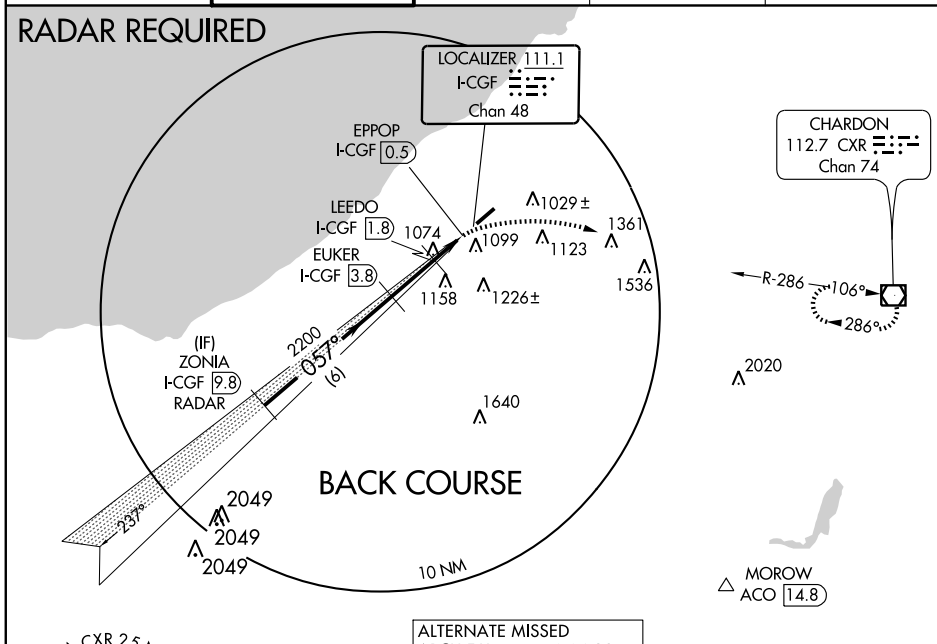 RADAR REQUIRED
LOCALIZER 111.1
I-CGF
Chan 48
CHARDON
112.7 CXR
Chan 74
EPPOP
I-CGF 0.5
LEEDO
I-CGF 1.8
1074
EUKER
I-CGF 3.8
1029±
1361
1099
1123
1536
1158
1226±
R-286
106°
286°
2200
057°
(6)
(IF)
ZONIA
I-CGF 9.8
RADAR
2020
1640
BACK COURSE
237°
2049
2049
2049
10 NM
MOROW
ACO 14.8
CXR 2.5
ALTERNATE MISSED